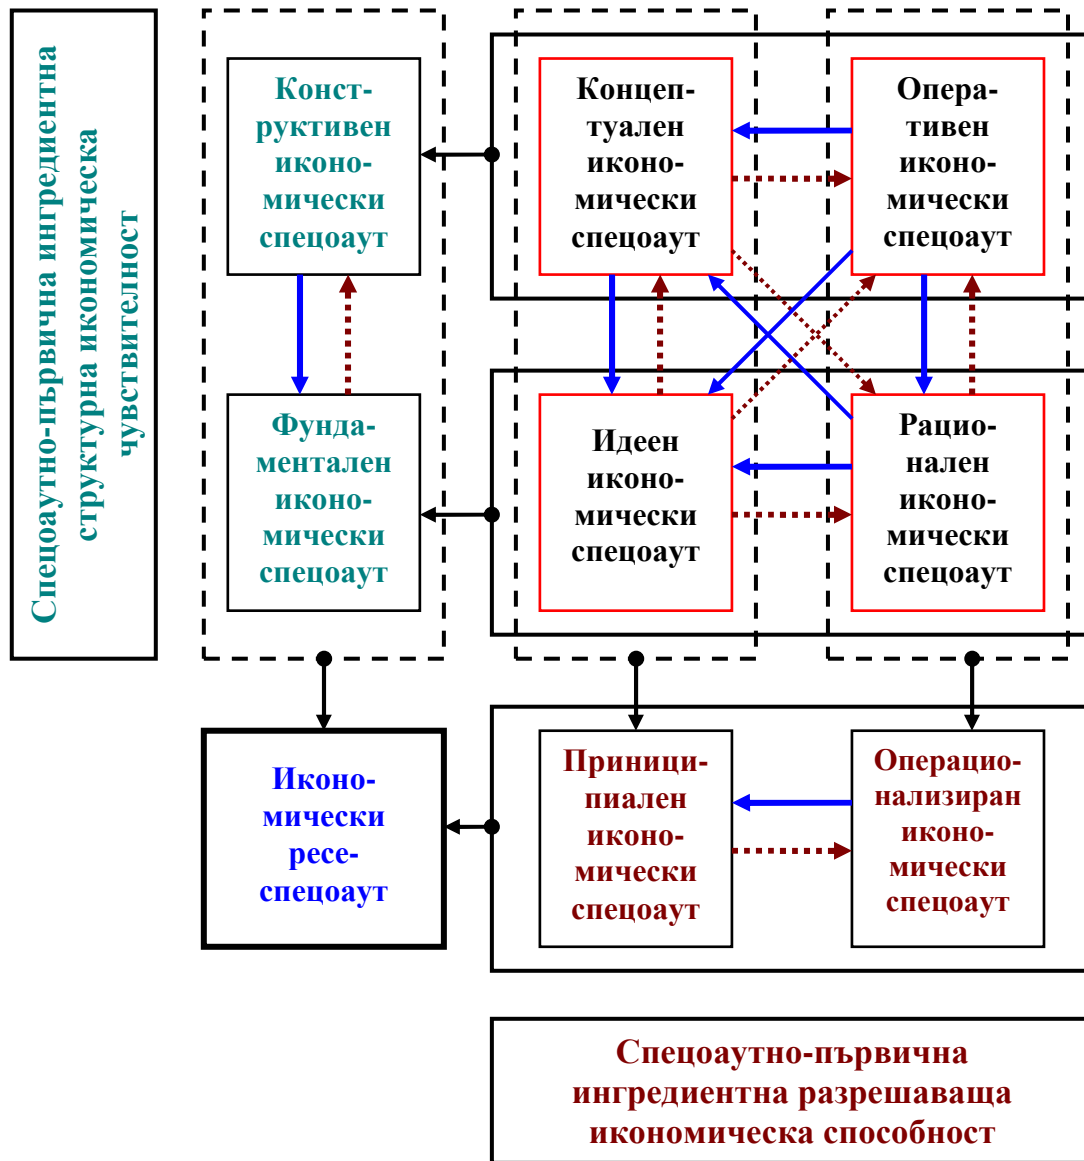 Спецоаутно-първична ингредиентна
структурна икономическа
чувствителност
Конст-
руктивен
иконо-
мически
спецоаут
Концеп-
туален
иконо-
мически
спецоаут
Опера-
тивен
иконо-
мически
спецоаут
Фунда-
ментален
иконо-
мически
спецоаут
Идеен
иконо-
мически
спецоаут
Рацио-
нален
иконо-
мически
спецоаут
Иконо-
мически
ресе-
спецоаут
Приници-
пиален
иконо-
мически
спецоаут
Операцио-
нализиран
иконо-
мически
спецоаут
Спецоаутно-първична
ингредиентна разрешаваща
икономическа способност